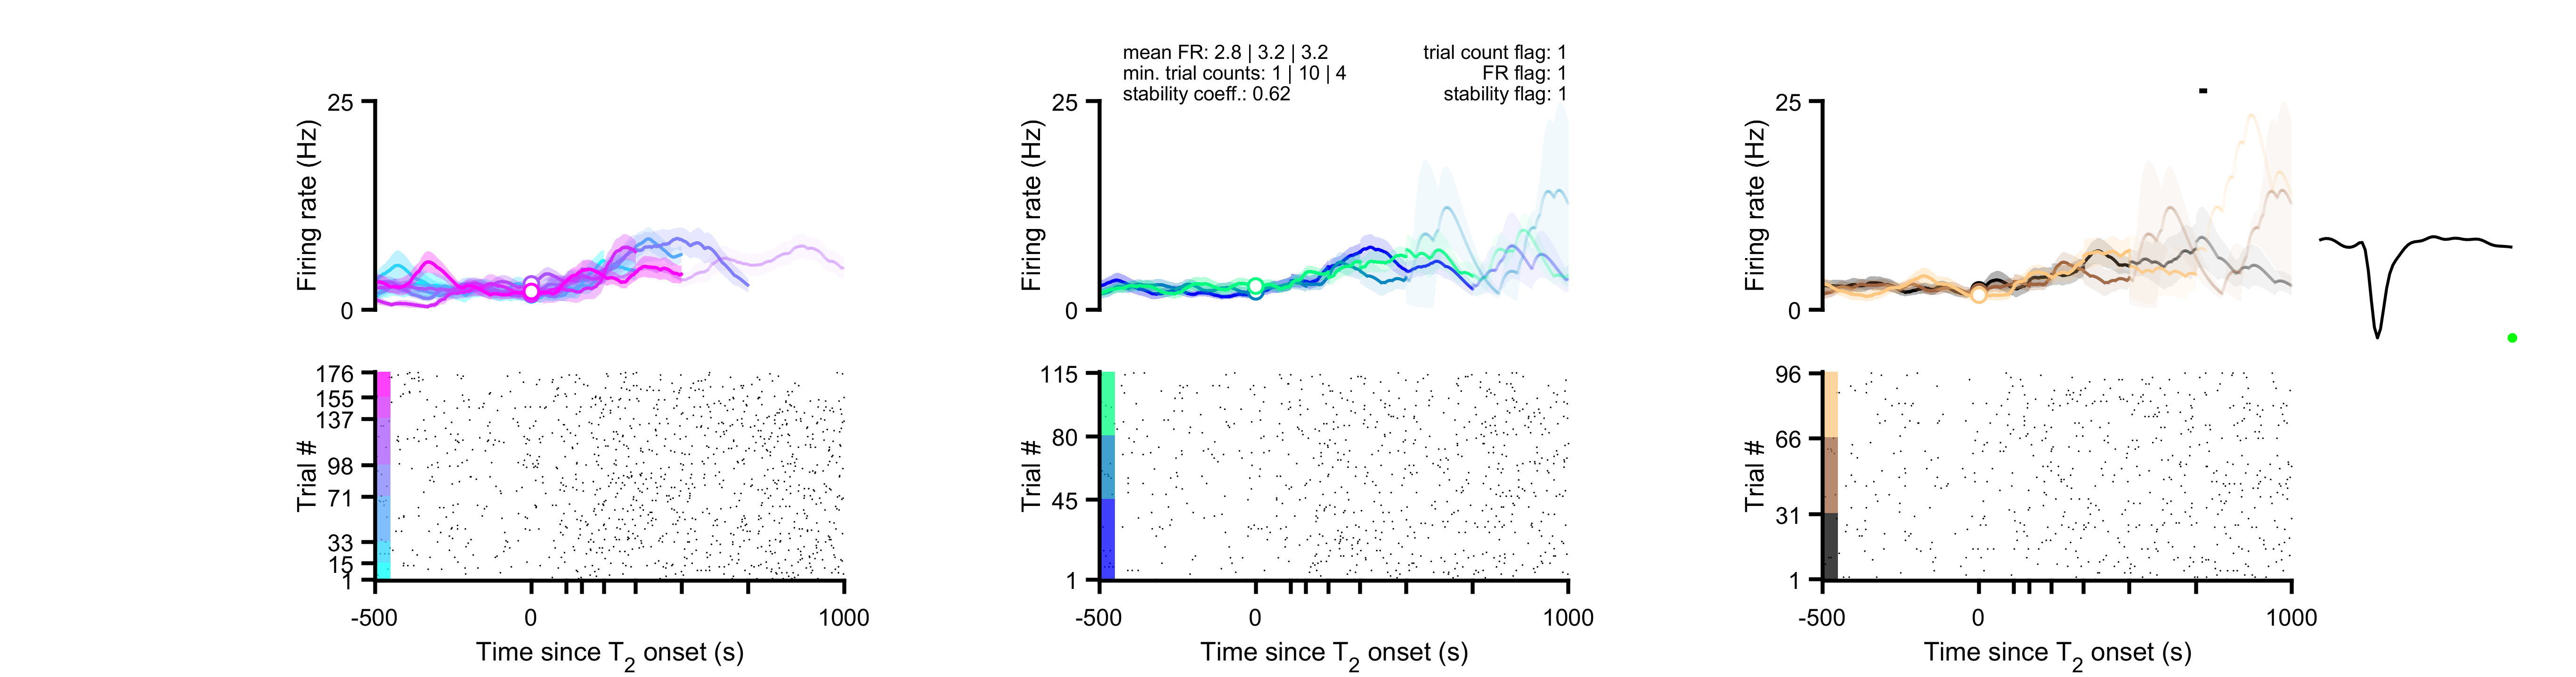 mean FR: 2.8 | 3.2 | 3.2
min. trial counts: 1 | 10 | 4
stability coeff.: 0.62
trial count flag: 1
FR flag: 1
stability flag: 1
25
0
Firing rate (Hz)
25
0
Firing rate (Hz)
25
0
Firing rate (Hz)
176
155
137
98
71
33
15
1
Trial #
-500
0
1000
Time since T2 onset (s)
115
80
45
1
Trial #
-500
0
1000
Time since T2 onset (s)
96
66
31
1
Trial #
-500
0
1000
Time since T2 onset (s)